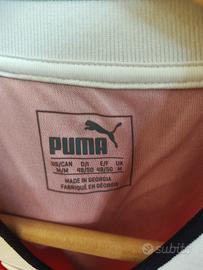 PUMA
US/CAN D/I E/F UK
M/M 48/50 48/50 M
MADE IN GEORGIA
FABRIQUÉ EN GÉORGIE
subito